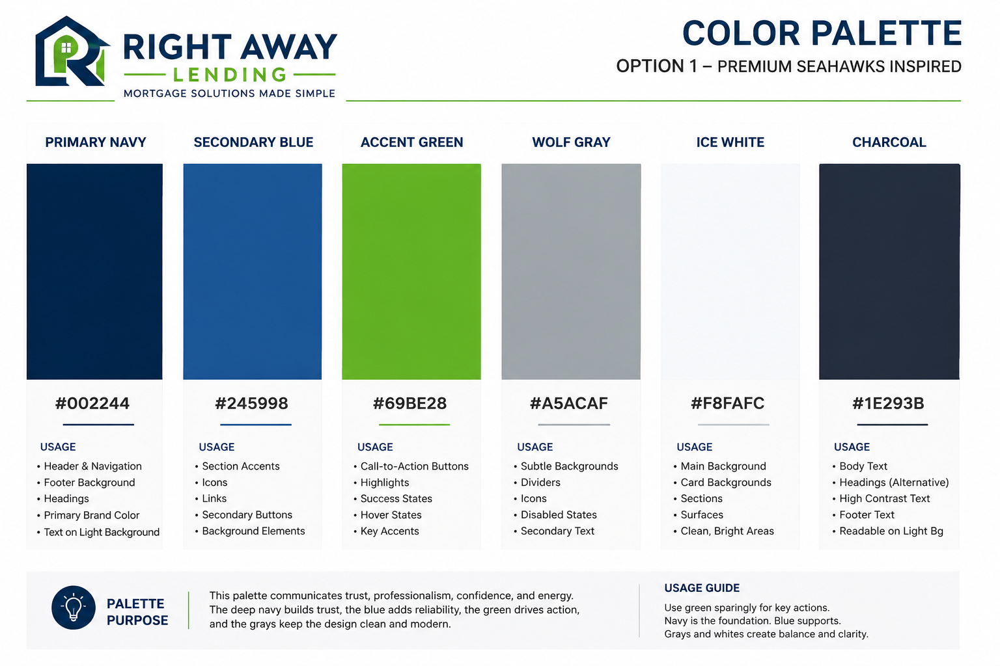 RIGHT AWAY
LENDING
MORTGAGE SOLUTIONS MADE SIMPLE
COLOR PALETTE
OPTION 1 – PREMIUM SEAHAWKS INSPIRED
PRIMARY NAVY
#002244
USAGE
• Header & Navigation
• Footer Background
• Headings
• Primary Brand Color
• Text on Light Background
SECONDARY BLUE
#245998
USAGE
• Section Accents
• Icons
• Links
• Secondary Buttons
• Background Elements
ACCENT GREEN
#69BE28
USAGE
• Call-to-Action Buttons
• Highlights
• Success States
• Hover States
• Key Accents
WOLF GRAY
#A5ACAF
USAGE
• Subtle Backgrounds
• Dividers
• Icons
• Disabled States
• Secondary Text
ICE WHITE
#F8FAFC
USAGE
• Main Background
• Card Backgrounds
• Sections
• Surfaces
• Clean, Bright Areas
CHARCOAL
#1E293B
USAGE
• Body Text
• Headings (Alternative)
• High Contrast Text
• Footer Text
• Readable on Light Bg
PALETTE
PURPOSE
This palette communicates trust, professionalism, confidence, and energy.
The deep navy builds trust, the blue adds reliability, the green drives action,
and the grays keep the design clean and modern.
USAGE GUIDE
Use green sparingly for key actions.
Navy is the foundation. Blue supports.
Grays and whites create balance and clarity.